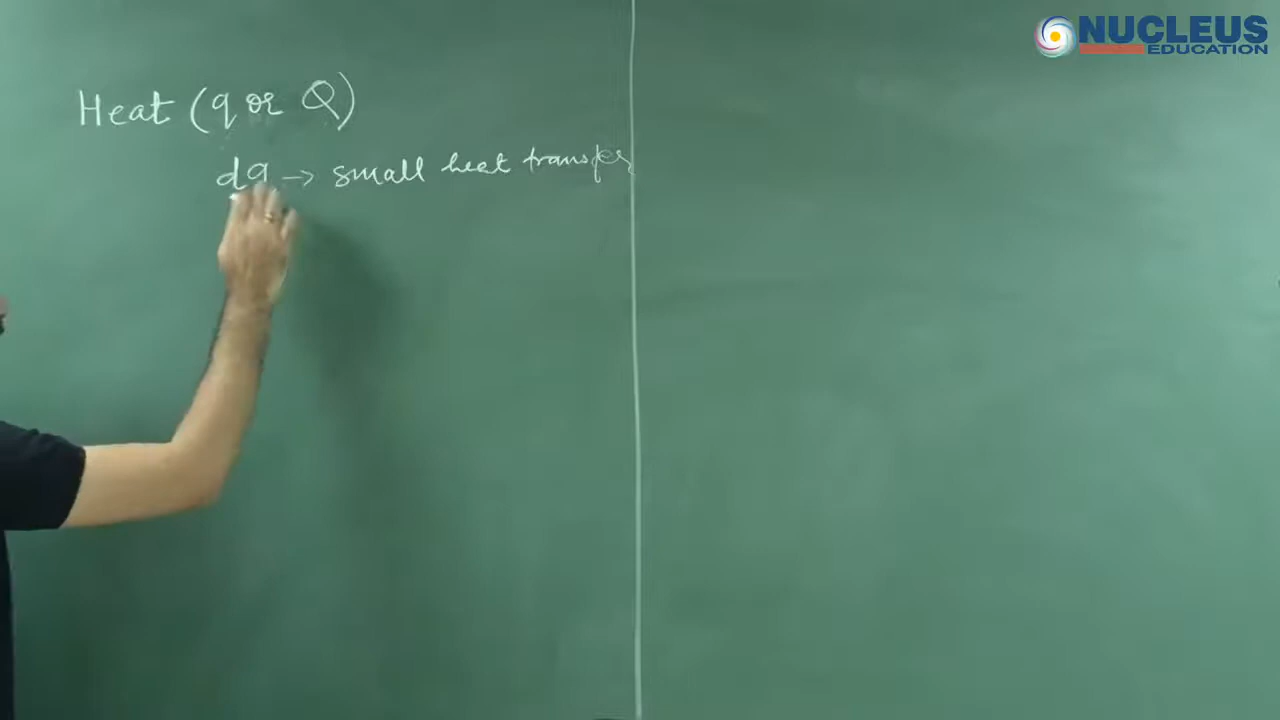 NUCLEUS
EDUCATION
Heat (q or Q)
dq → small heat transfer